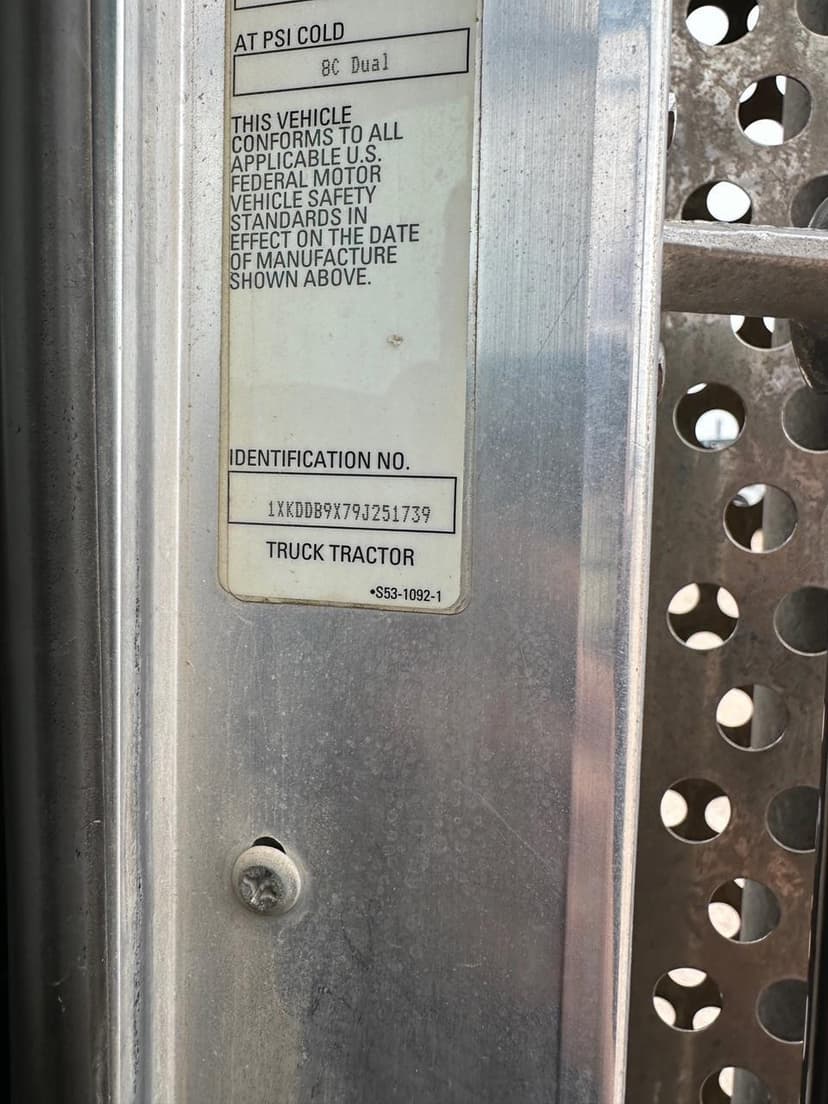 AT PSI COLD
8C Dual
THIS VEHICLE
CONFORMS TO ALL
APPLICABLE U.S.
FEDERAL MOTOR
VEHICLE SAFETY
STANDARDS IN
EFFECT ON THE DATE
OF MANUFACTURE
SHOWN ABOVE.
IDENTIFICATION NO.
1XKDDB9X79J251739
TRUCK TRACTOR
•S53-1092-1